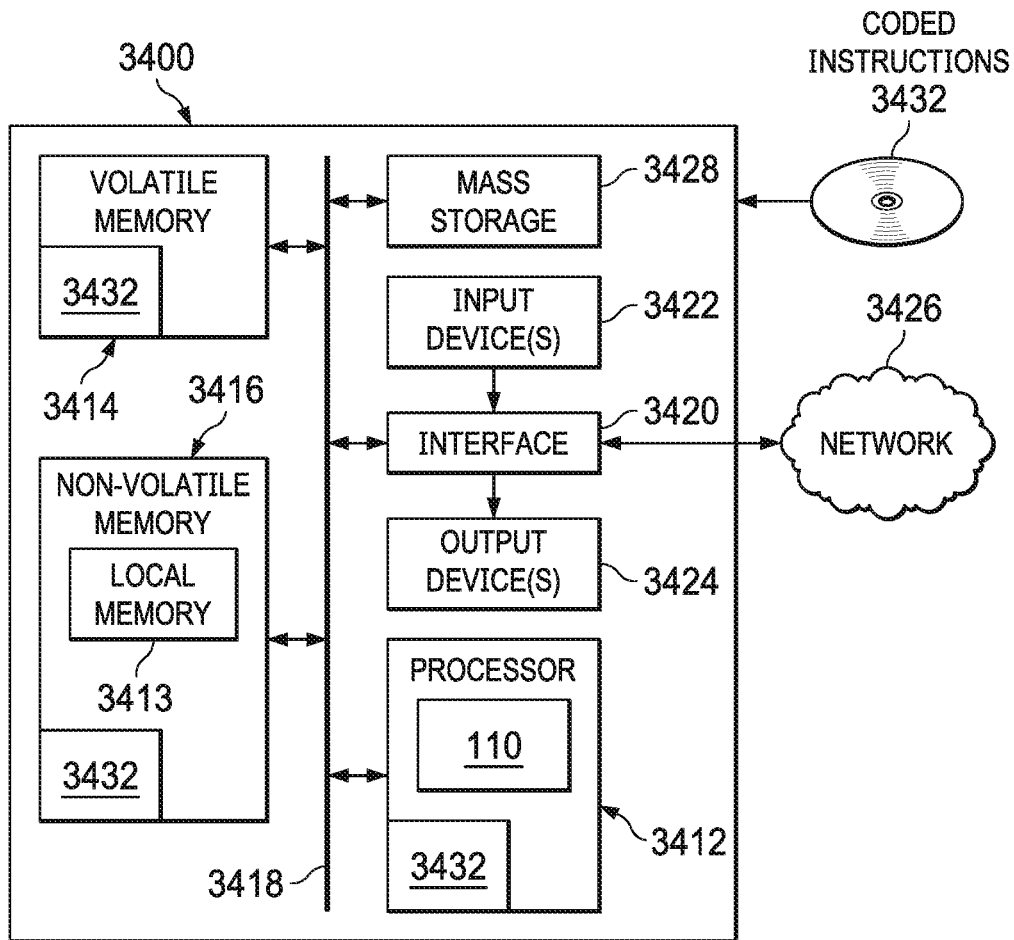 CODED
INSTRUCTIONS
3432
3400
VOLATILE
MEMORY
3432
3414
MASS
STORAGE
3428
INPUT
DEVICE(S)
3422
3426
NETWORK
3416
NON-VOLATILE
MEMORY
LOCAL
MEMORY
3413
3432
INTERFACE
3420
OUTPUT
DEVICE(S)
3424
PROCESSOR
110
3432
3412
3418